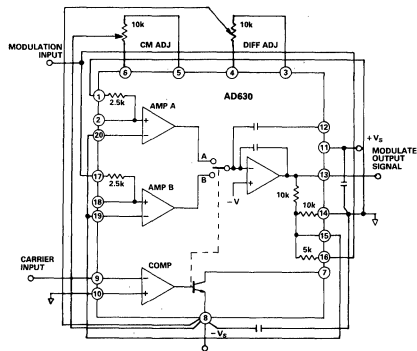 10k
10k
CM ADJ
DIFF ADJ
MODULATION
INPUT
6
5
4
3
1
2.5k
AMP A
AD630
2
20
12
+VS
A
11
MODULATE
OUTPUT
SIGNAL
B
13
17
2.5k
AMP B
10k
18
–V
10k
14
19
15
5k
16
CARRIER
INPUT
COMP
7
9
10
8
–VS